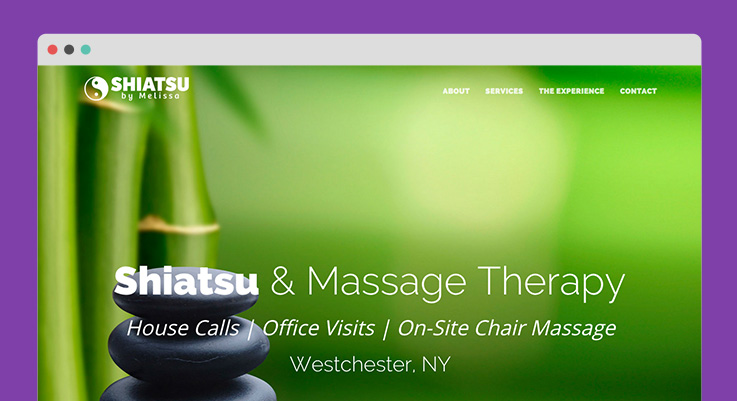 SHIATSU
by Melissa
ABOUT SERVICES THE EXPERIENCE CONTACT
Shiatsu & Massage Therapy
House Calls | Office Visits | On-Site Chair Massage
Westchester, NY